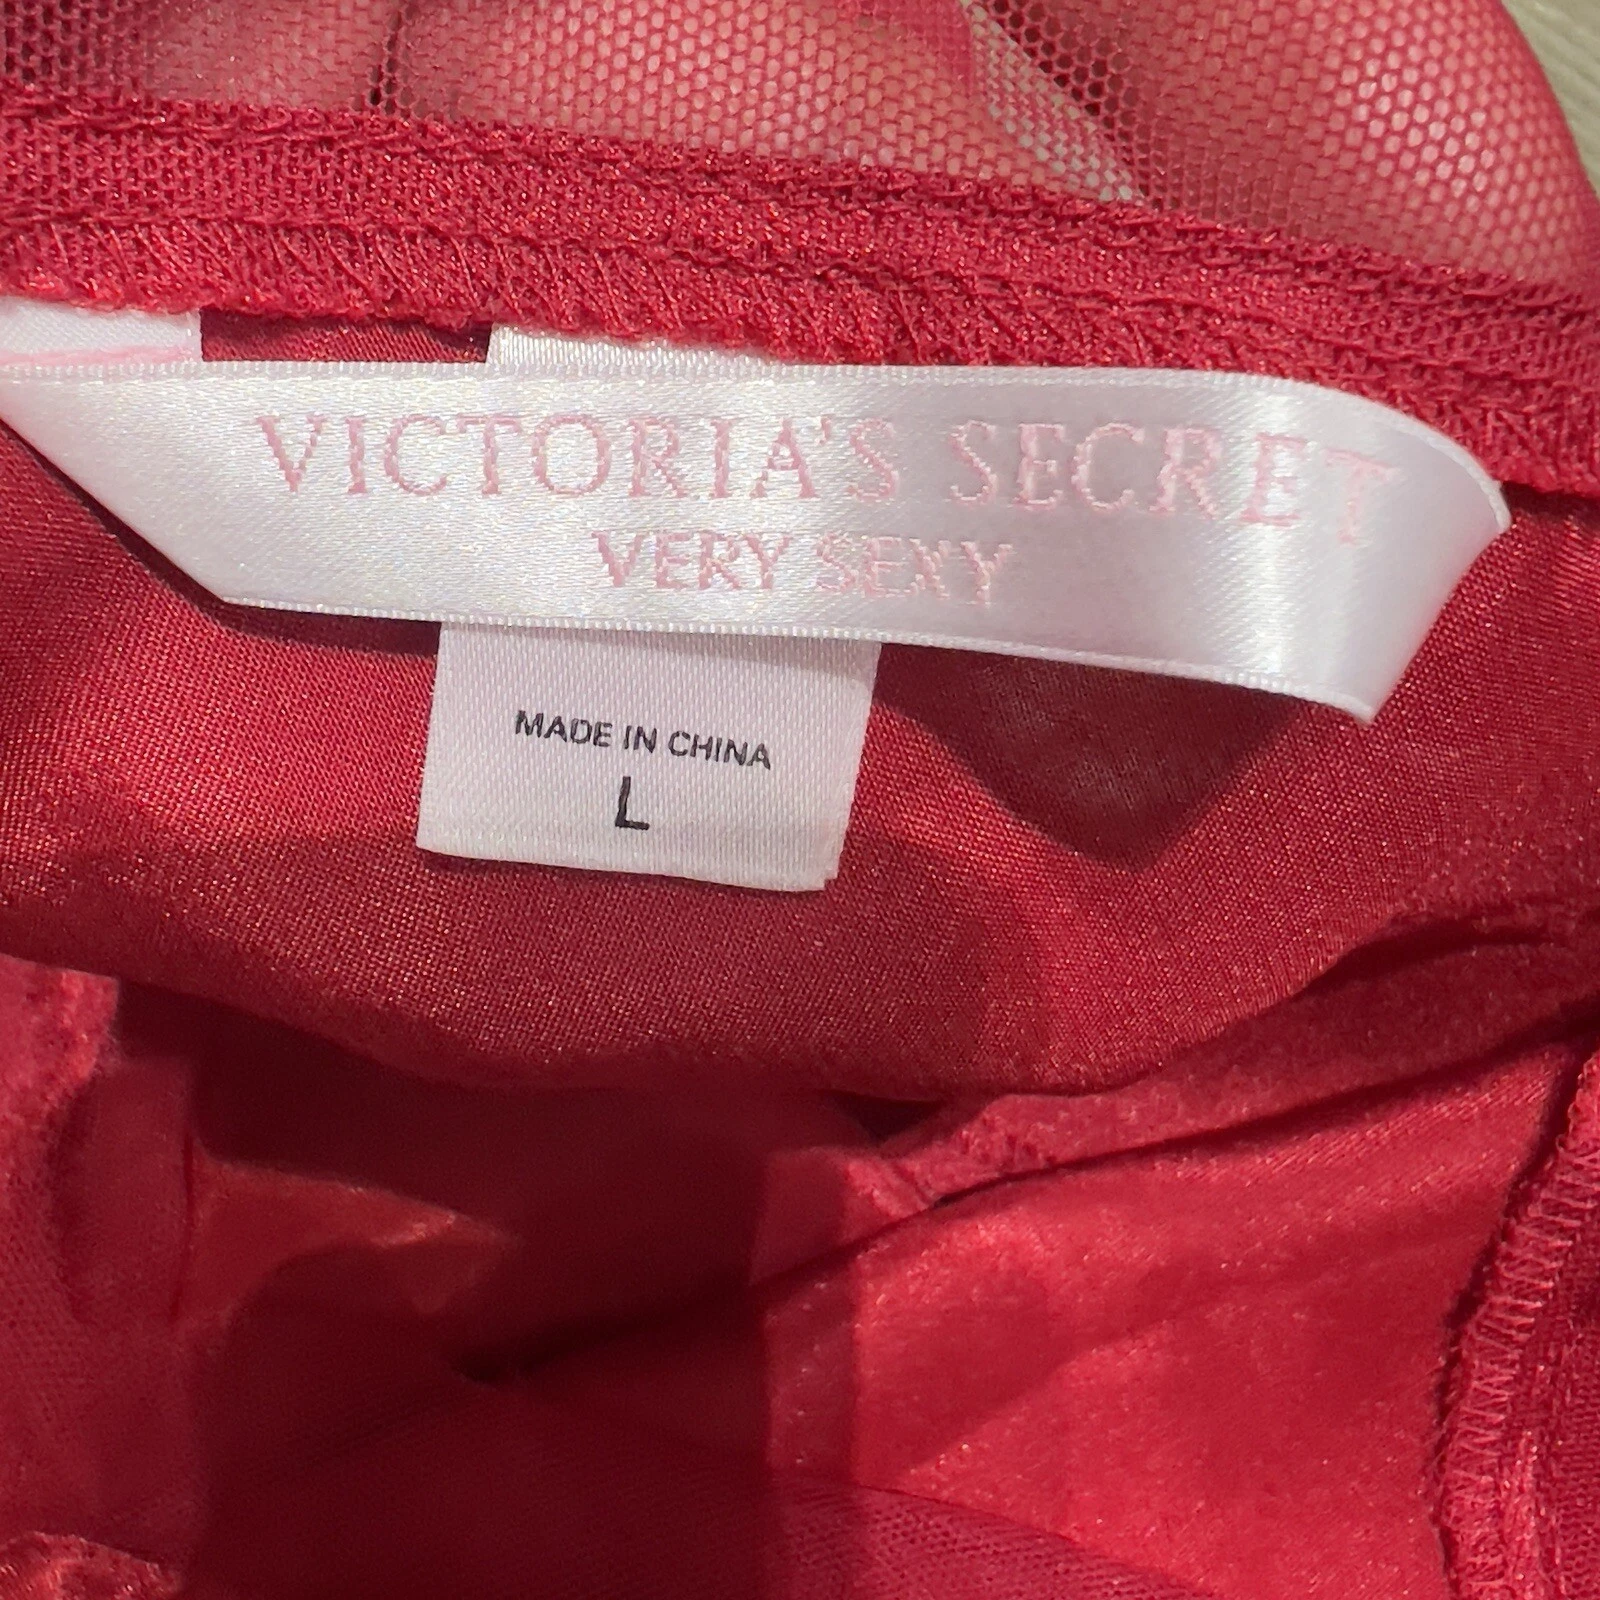 VICTORIA'S SECRET
VERY SEXY
MADE IN CHINA
L